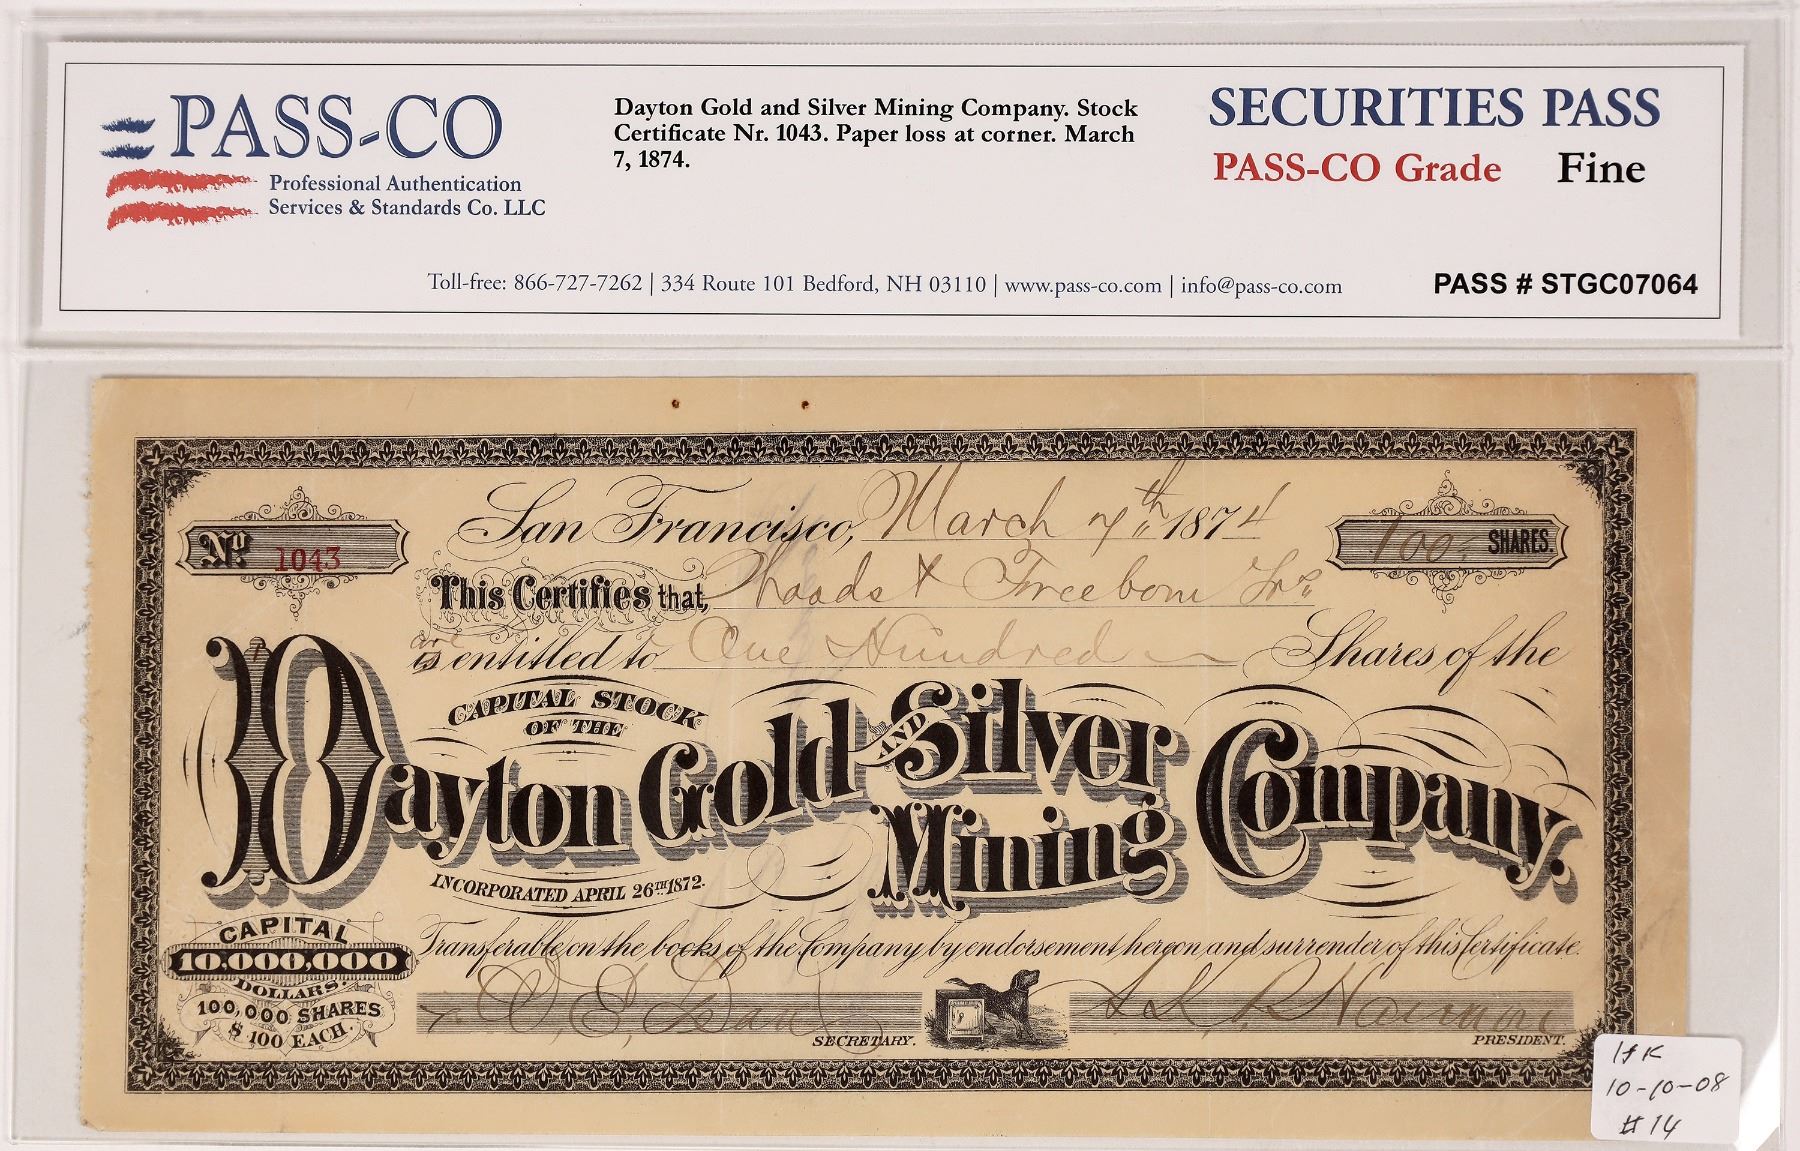 PASS-CO
Professional Authentication
Services & Standards Co. LLC
Dayton Gold and Silver Mining Company. Stock
Certificate Nr. 1043. Paper loss at corner. March
7, 1874.
SECURITIES PASS
PASS-CO Grade Fine
Toll-free: 866-727-7262 | 334 Route 101 Bedford, NH 03110 | www.pass-co.com | info@pass-co.com
PASS # STGC07064
San Francisco, March 7th 1874
No. 1043
100 SHARES.
This Certifies that, Freeborn
are
is entitled to One Hundred Shares of the
CAPITAL STOCK
OF THE
Dayton Gold AND Silver
Mining Company.
INCORPORATED APRIL 26TH 1872.
CAPITAL
10,000,000
DOLLARS.
100,000 SHARES
$100 EACH.
Transferable on the books of the Company by endorsement hereon and surrender of this Certificate.
SECRETARY.
PRESIDENT.
10-10-08
#14